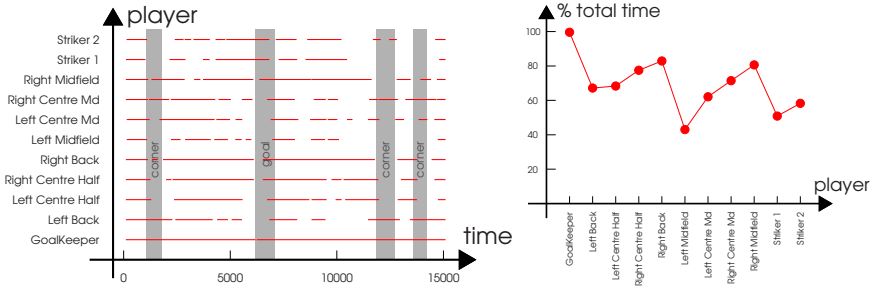 player
Striker 2
Striker 1
Right Midfield
Right Centre Md
Left Centre Md
Left Midfield
Right Back
Right Centre Half
Left Centre Half
Left Back
GoalKeeper
corner
goal
corner
corner
time
0
5000
10000
15000
% total time
100
80
60
40
20
player
GoalKeeper
Left Back
Left Centre Half
Right Centre Half
Right Back
Left Midfield
Left Centre Md
Right Centre Md
Right Midfield
Striker 1
Striker 2